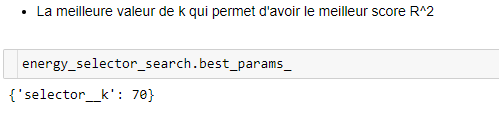 La meilleure valeur de k qui permet d'avoir le meilleur score R^2
energy_selector_search.best_params_
{'selector__k': 70}